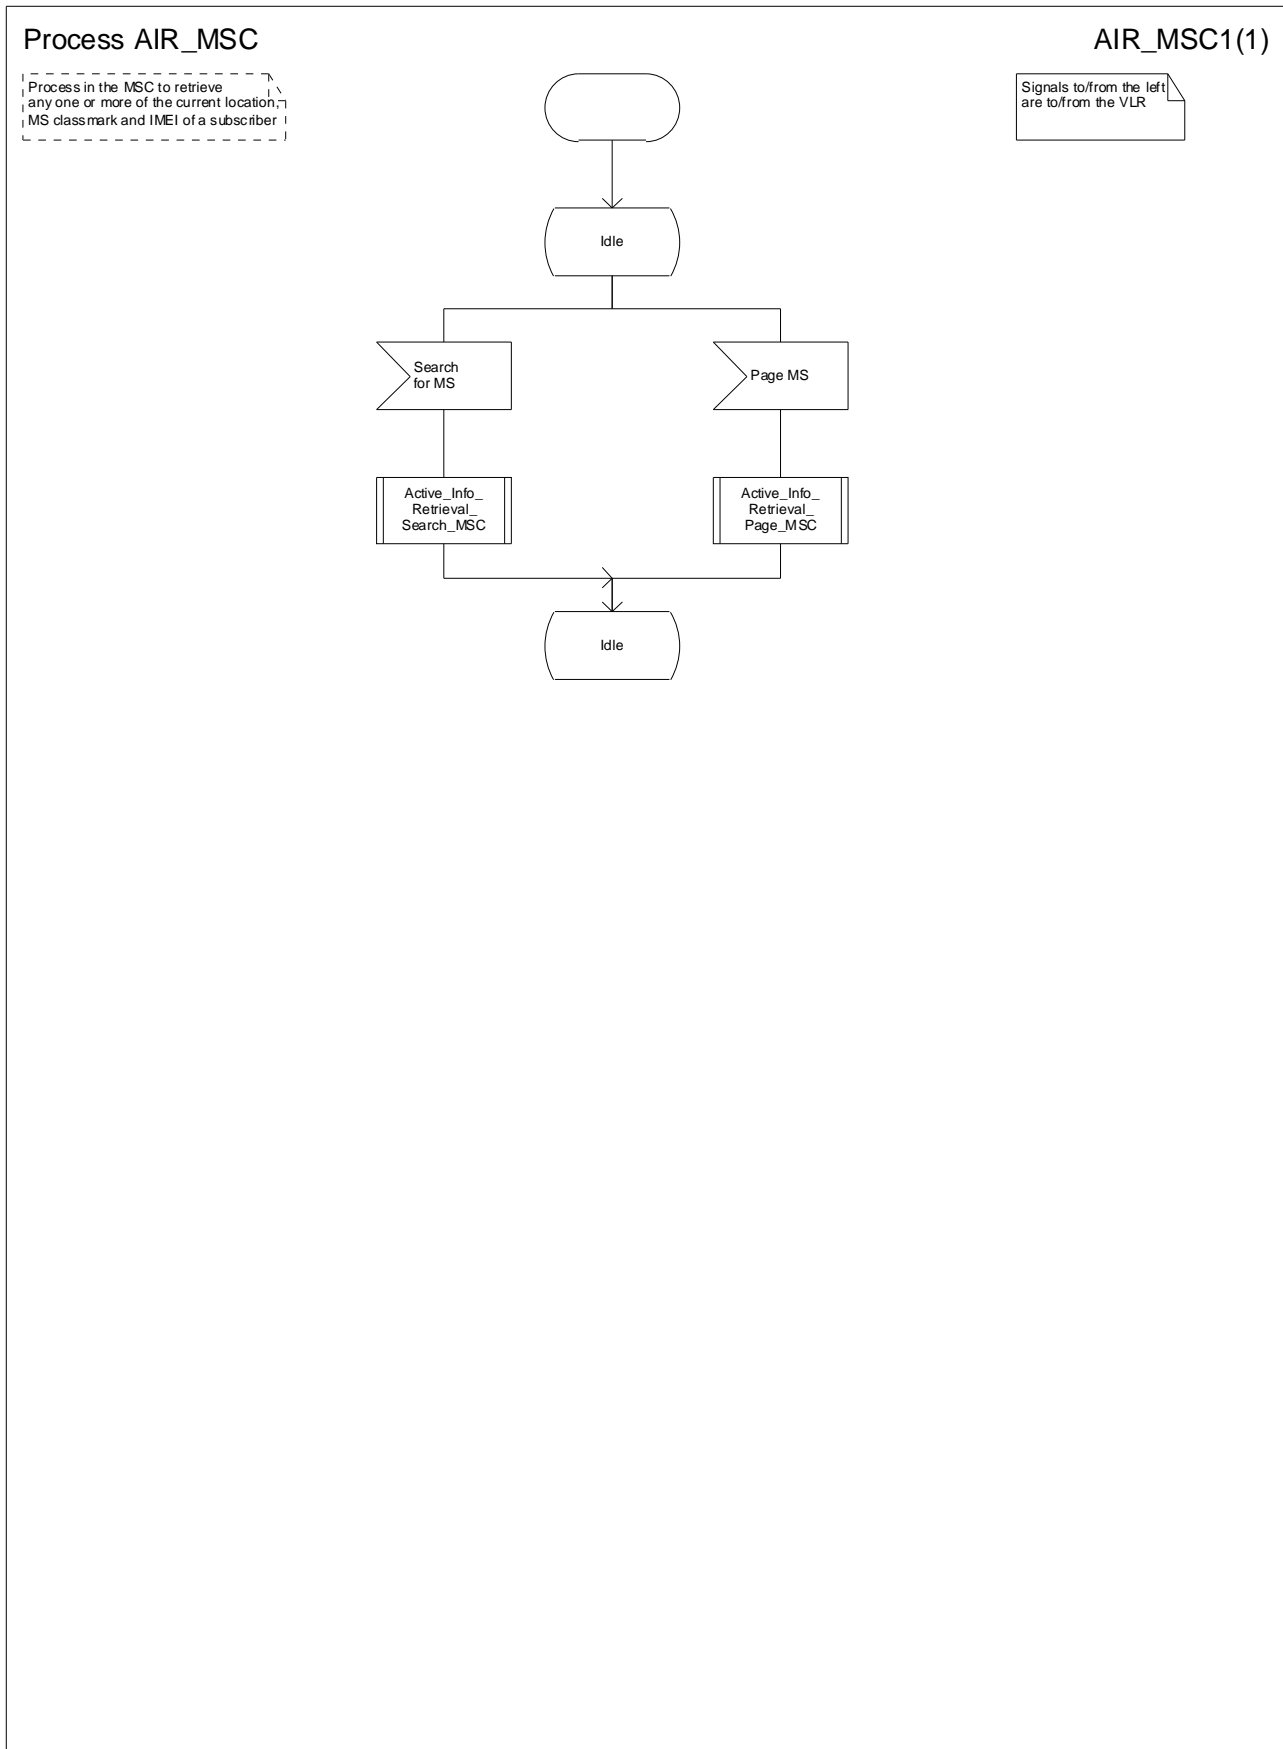 Process AIR_MSC
AIR_MSC1(1)
Process in the MSC to retrieve
any one or more of the current location,
MS classmark and IMEI of a subscriber
Signals to/from the left
are to/from the VLR
Idle
Search
for MS
Page MS
Active_Info_
Retrieval_
Search_MSC
Active_Info_
Retrieval_
Page_MSC
Idle